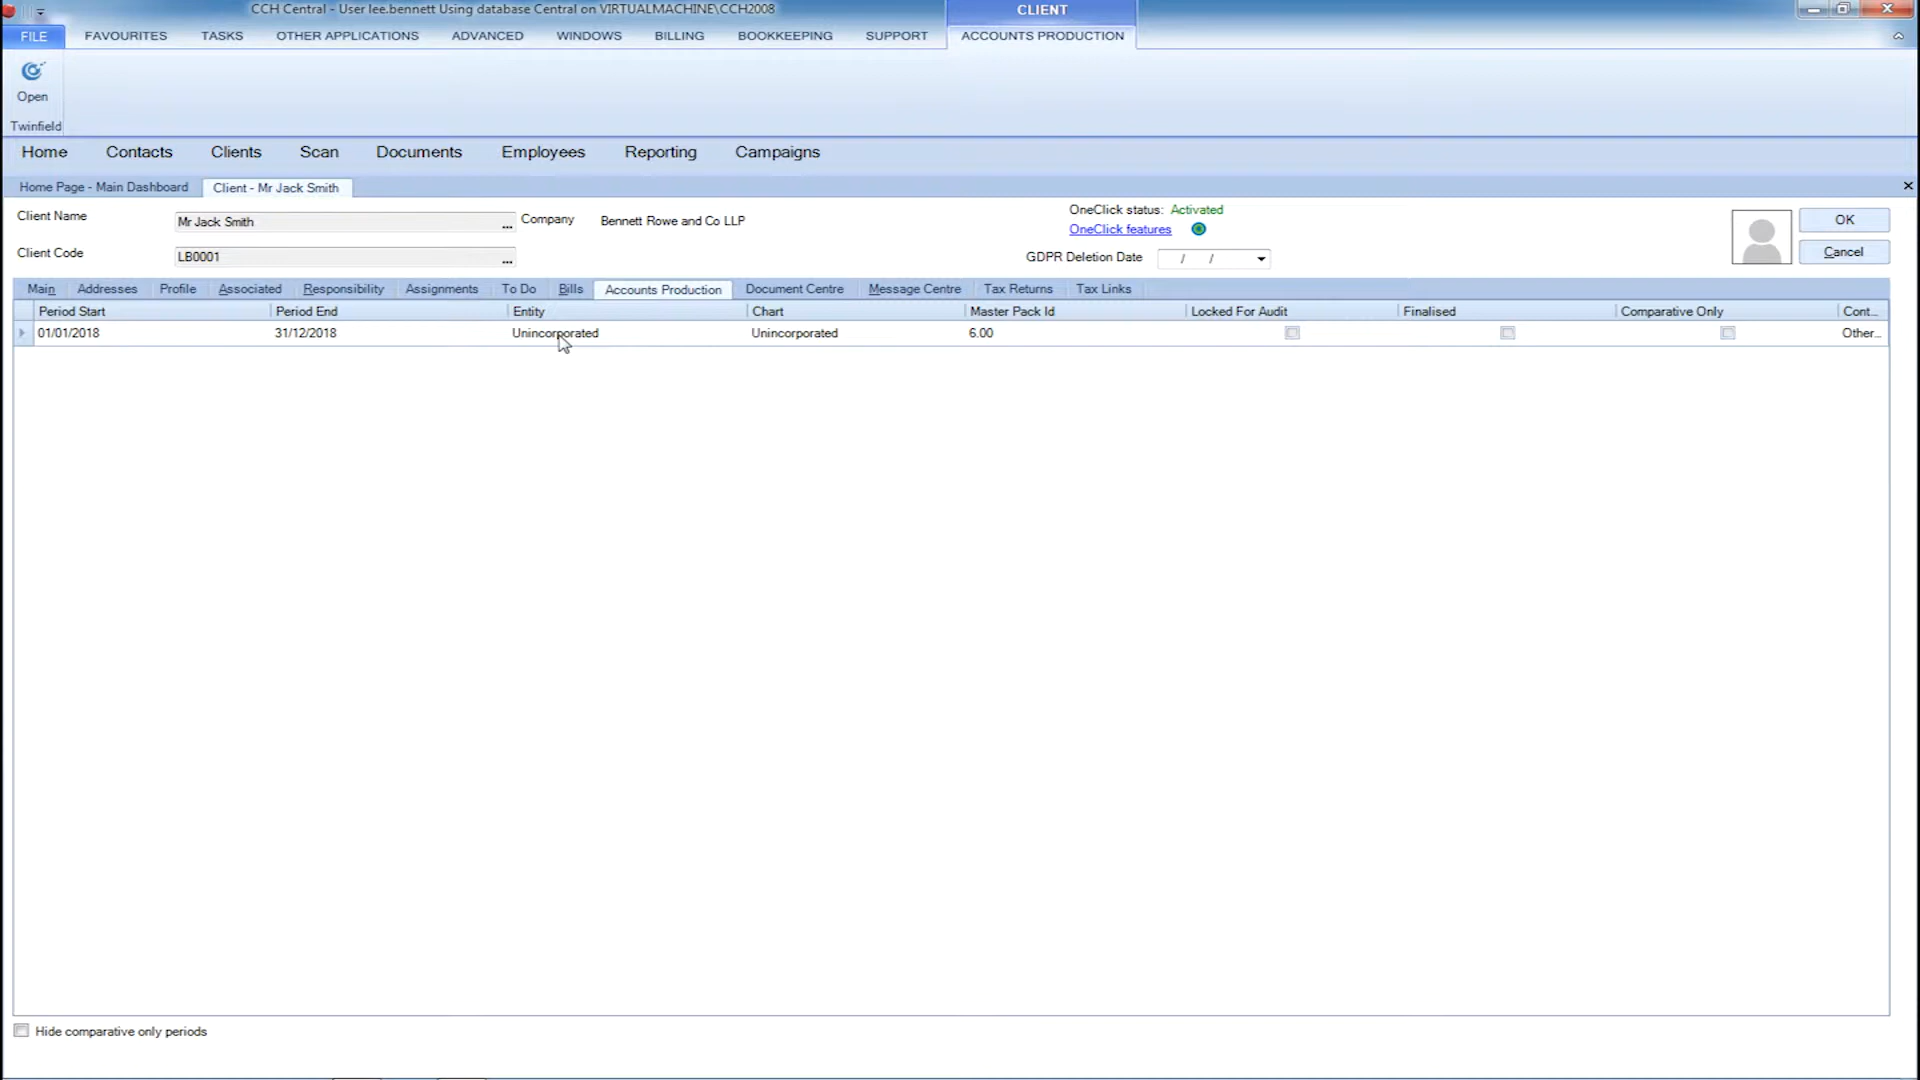 CCH Central - User lee.bennett Using database Central on VIRTUALMACHINE\CCH2008
CLIENT
FILE FAVOURITES TASKS OTHER APPLICATIONS ADVANCED WINDOWS BILLING BOOKKEEPING SUPPORT ACCOUNTS PRODUCTION
Open
Twinfield
Home Contacts Clients Scan Documents Employees Reporting Campaigns
Home Page - Main Dashboard Client - Mr Jack Smith
Client Name Mr Jack Smith ... Company Bennett Rowe and Co LLP OneClick status: Activated OK
OneClick features
Client Code LB0001 ... GDPR Deletion Date / / Cancel
Main Addresses Profile Associated Responsibility Assignments To Do Bills Accounts Production Document Centre Message Centre Tax Returns Tax Links
Period Start Period End Entity Chart Master Pack Id Locked For Audit Finalised Comparative Only Cont...
01/01/2018 31/12/2018 Unincorporated Unincorporated 6.00 Other...
Hide comparative only periods